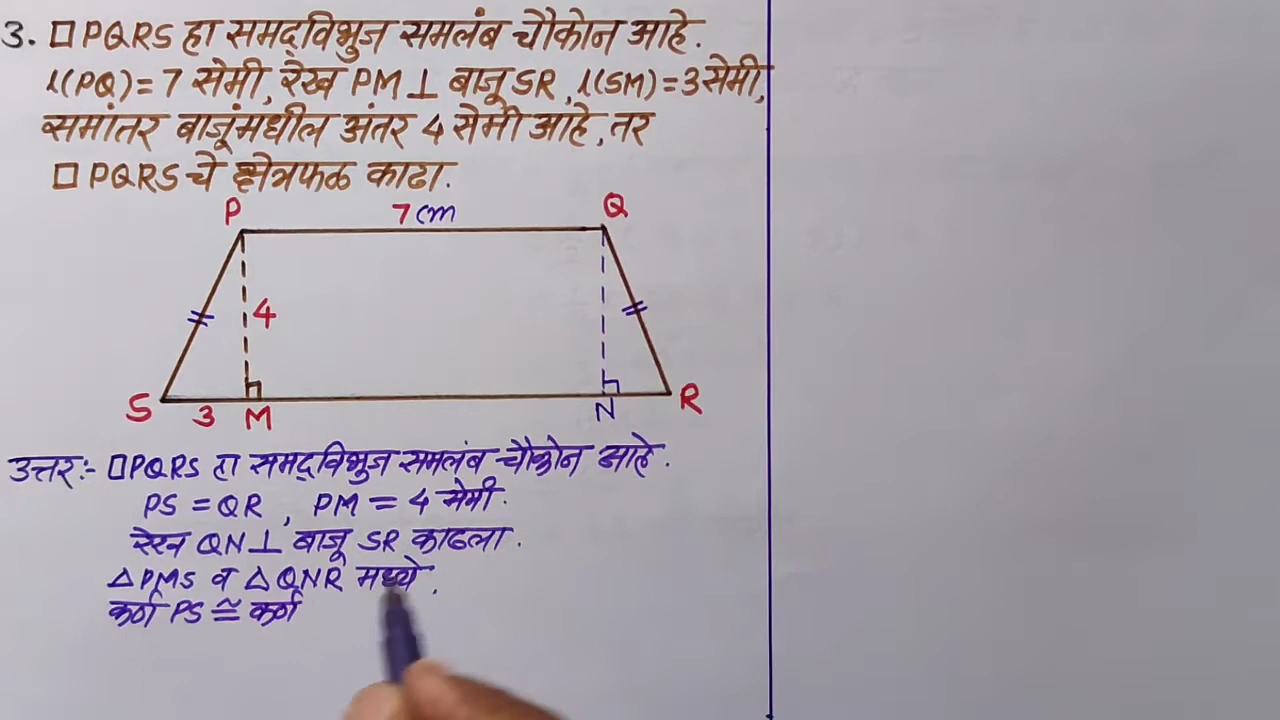 3. □PQRS हा समद्विभुज समलंब चौकोन आहे.
l(PQ) = 7 सेमी, रेख PM ⊥ बाजू SR, l(SM) = 3 सेमी,
समांतर बाजूंमधील अंतर 4 सेमी आहे, तर
□PQRS चे क्षेत्रफळ काढा.
P 7 cm Q
4
S 3 M N R
उत्तर:- □PQRS हा समद्विभुज समलंब चौकोन आहे.
PS = QR, PM = 4 सेमी.
रेख QN ⊥ बाजू SR काढला.
△PMS व △QNR मध्ये,
कर्ण PS ≅ कर्ण